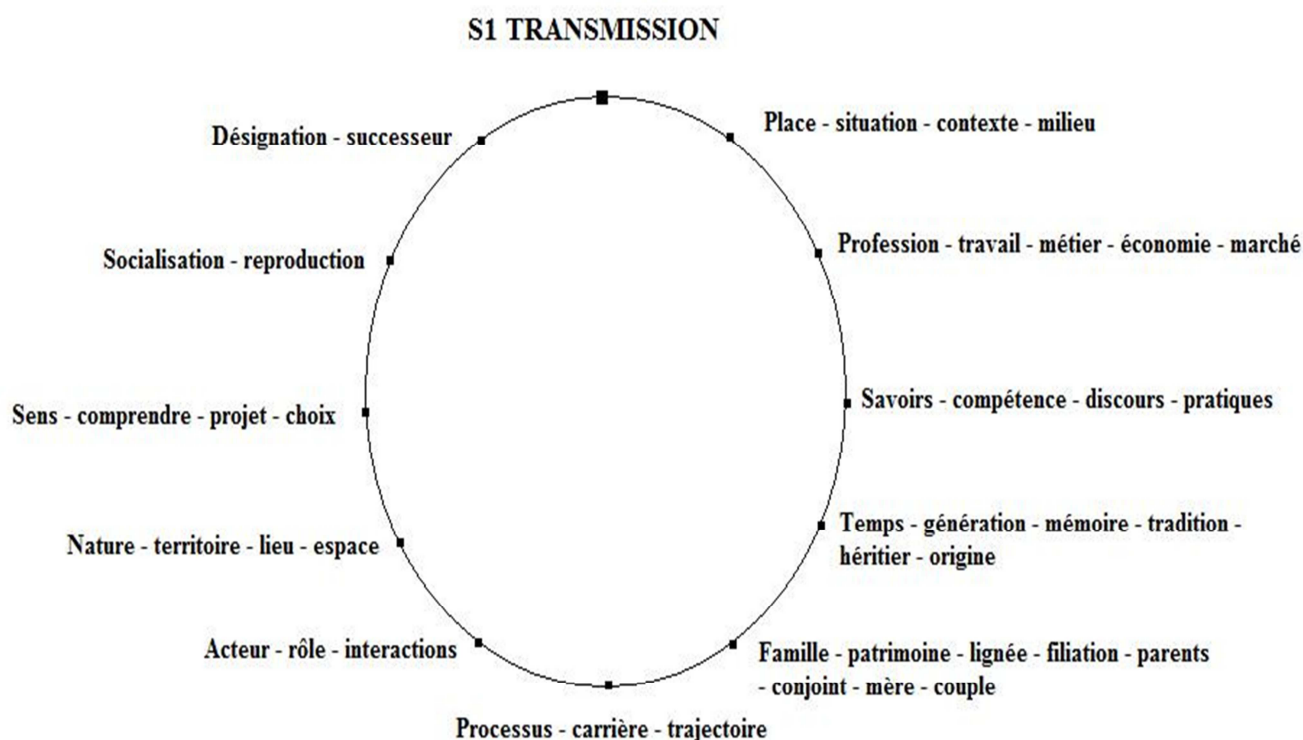 S1 TRANSMISSION
Place - situation - contexte - milieu
Désignation - successeur
Profession - travail - métier - économie - marché
Socialisation - reproduction
Savoirs - compétence - discours - pratiques
Sens - comprendre - projet - choix
Temps - génération - mémoire - tradition -
héritier - origine
Nature - territoire - lieu - espace
Acteur - rôle - interactions
Famille - patrimoine - lignée - filiation - parents
- conjoint - mère - couple
Processus - carrière - trajectoire